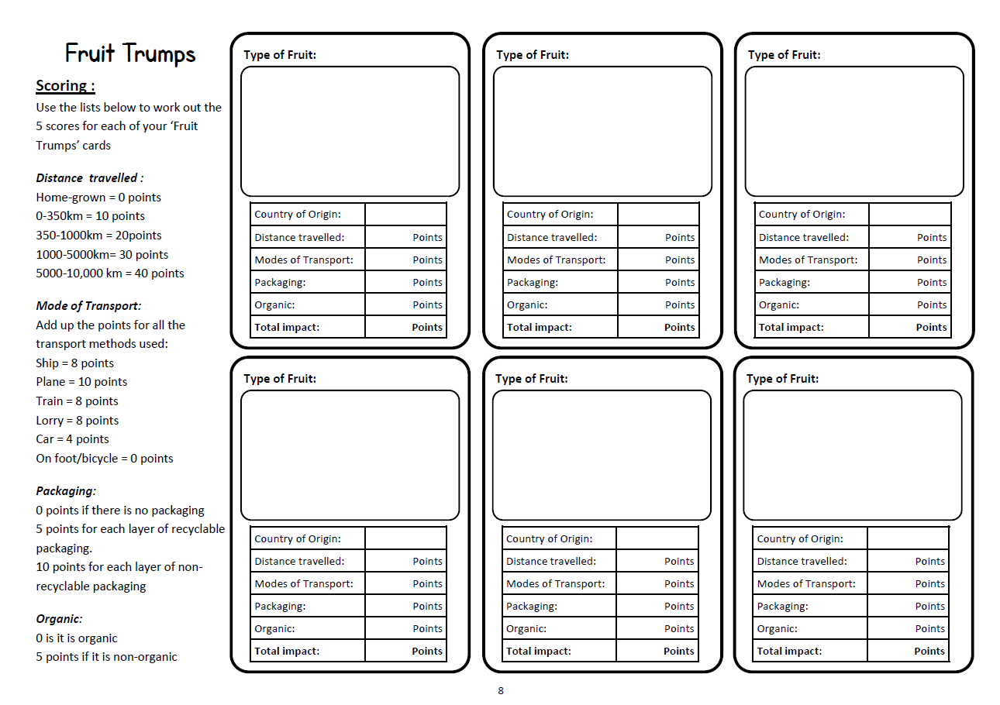 Fruit Trumps
Scoring :
Use the lists below to work out the
5 scores for each of your ‘Fruit
Trumps’ cards
Distance travelled :
Home-grown = 0 points
0-350km = 10 points
350-1000km = 20points
1000-5000km= 30 points
5000-10,000 km = 40 points
Mode of Transport:
Add up the points for all the
transport methods used:
Ship = 8 points
Plane = 10 points
Train = 8 points
Lorry = 8 points
Car = 4 points
On foot/bicycle = 0 points
Packaging:
0 points if there is no packaging
5 points for each layer of recyclable
packaging.
10 points for each layer of non-
recyclable packaging
Organic:
0 is it is organic
5 points if it is non-organic
Type of Fruit:
Country of Origin:
Distance travelled: Points
Modes of Transport: Points
Packaging: Points
Organic: Points
Total impact: Points
Type of Fruit:
Country of Origin:
Distance travelled: Points
Modes of Transport: Points
Packaging: Points
Organic: Points
Total impact: Points
Type of Fruit:
Country of Origin:
Distance travelled: Points
Modes of Transport: Points
Packaging: Points
Organic: Points
Total impact: Points
Type of Fruit:
Country of Origin:
Distance travelled: Points
Modes of Transport: Points
Packaging: Points
Organic: Points
Total impact: Points
Type of Fruit:
Country of Origin:
Distance travelled: Points
Modes of Transport: Points
Packaging: Points
Organic: Points
Total impact: Points
Type of Fruit:
Country of Origin:
Distance travelled: Points
Modes of Transport: Points
Packaging: Points
Organic: Points
Total impact: Points
8